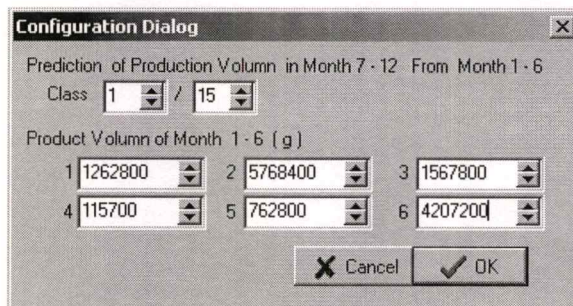 Configuration Dialog
Prediction of Production Volumn in Month 7 - 12 From Month 1 - 6
Class 1 / 15
Product Volumn of Month 1 - 6 ( g )
1 1262800 2 5768400 3 1567800
4 115700 5 762800 6 4207200
Cancel OK